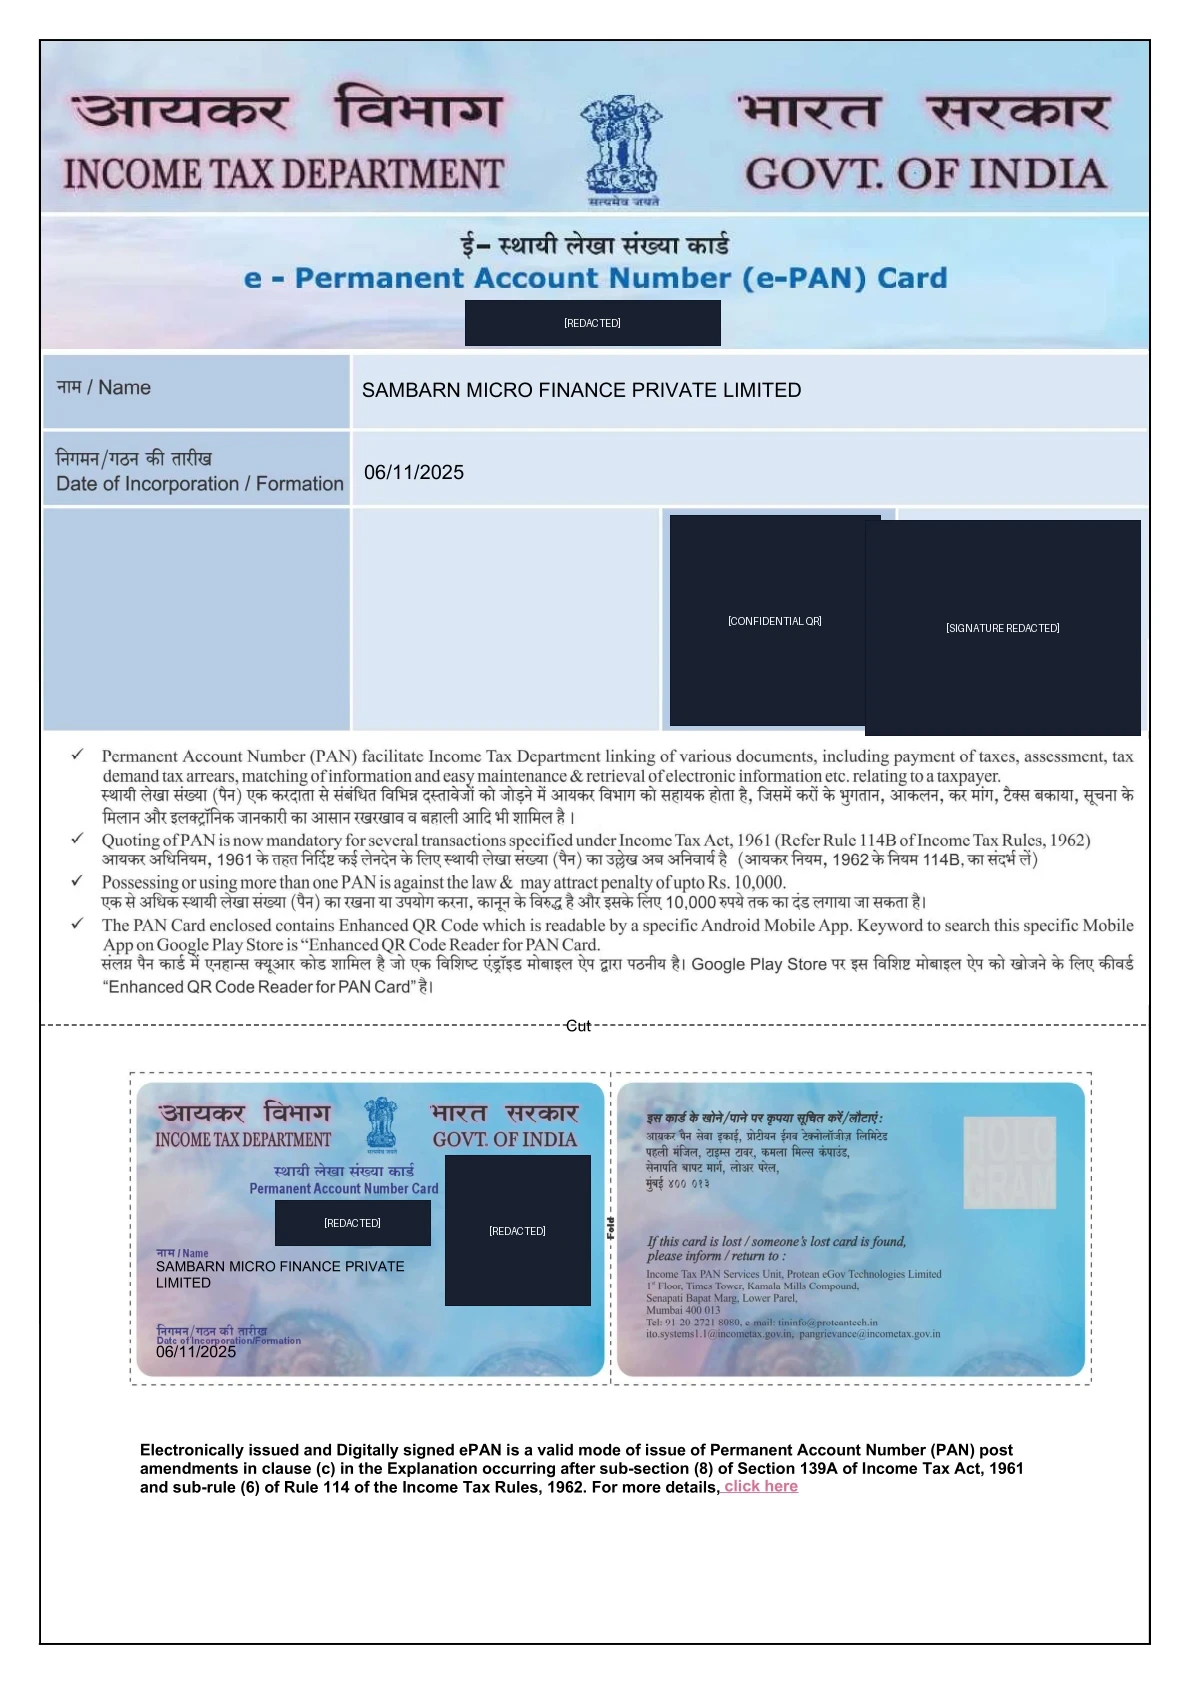 आयकर विभाग भारत सरकार
INCOME TAX DEPARTMENT GOVT. OF INDIA
सत्यमेव जयते
ई– स्थायी लेखा संख्या कार्ड
e - Permanent Account Number (e-PAN) Card
[REDACTED]
नाम / Name SAMBARN MICRO FINANCE PRIVATE LIMITED
निगमन/गठन की तारीख
Date of Incorporation / Formation 06/11/2025
[CONFIDENTIAL QR] [SIGNATURE REDACTED]
✓ Permanent Account Number (PAN) facilitate Income Tax Department linking of various documents, including payment of taxes, assessment, tax
demand tax arrears, matching of information and easy maintenance & retrieval of electronic information etc. relating to a taxpayer.
स्थायी लेखा संख्या (पैन) एक करदाता से संबंधित विभिन्न दस्तावेजों को जोड़ने में आयकर विभाग को सहायक होता है, जिसमें करों के भुगतान, आकलन, कर मांग, टैक्स बकाया, सूचना के
मिलान और इलक्ट्रॉनिक जानकारी का आसान रखरखाव व बहाली आदि भी शामिल है ।
✓ Quoting of PAN is now mandatory for several transactions specified under Income Tax Act, 1961 (Refer Rule 114B of Income Tax Rules, 1962)
आयकर अधिनियम, 1961 के तहत निर्दिष्ट कई लेनदेन के लिए स्थायी लेखा संख्या (पैन) का उल्लेख अब अनिवार्य है (आयकर नियम, 1962 के नियम 114B, का संदर्भ लें)
✓ Possessing or using more than one PAN is against the law & may attract penalty of upto Rs. 10,000.
एक से अधिक स्थायी लेखा संख्या (पैन) का रखना या उपयोग करना, कानून के विरुद्ध है और इसके लिए 10,000 रुपये तक का दंड लगाया जा सकता है।
✓ The PAN Card enclosed contains Enhanced QR Code which is readable by a specific Android Mobile App. Keyword to search this specific Mobile
App on Google Play Store is “Enhanced QR Code Reader for PAN Card.
संलग्न पैन कार्ड में एनहान्स क्यूआर कोड शामिल है जो एक विशिष्ट एंड्रॉइड मोबाइल ऐप द्वारा पठनीय है। Google Play Store पर इस विशिष्ट मोबाइल ऐप को खोजने के लिए कीवर्ड
“Enhanced QR Code Reader for PAN Card” है।
Cut
आयकर विभाग भारत सरकार
INCOME TAX DEPARTMENT GOVT. OF INDIA
स्थायी लेखा संख्या कार्ड
Permanent Account Number Card
[REDACTED]
[REDACTED]
नाम / Name
SAMBARN MICRO FINANCE PRIVATE
LIMITED
निगमन/गठन की तारीख
Date of Incorporation/Formation
06/11/2025
Fold
इस कार्ड के खोने/पाने पर कृपया सूचित करें/लौटाएं :
आयकर पैन सेवा इकाई, प्रोटीयन ईगव टेक्नोलॉजीज़ लिमिटेड
पहली मंजिल, टाइम्स टावर, कमला मिल्स कंपाउंड,
सेनापति बापट मार्ग, लोअर परेल,
मुंबई ४०० ०१३
If this card is lost / someone's lost card is found,
please inform / return to :
Income Tax PAN Services Unit, Protean eGov Technologies Limited
1st Floor, Times Tower, Kamala Mills Compound,
Senapati Bapat Marg, Lower Parel,
Mumbai 400 013
Tel: 91 20 2721 8080, e mail: tininfo@proteantech.in
ito.systems1.1@incometax.gov.in, pangrievance@incometax.gov.in
HOLO
GRAM
Electronically issued and Digitally signed ePAN is a valid mode of issue of Permanent Account Number (PAN) post
amendments in clause (c) in the Explanation occurring after sub-section (8) of Section 139A of Income Tax Act, 1961
and sub-rule (6) of Rule 114 of the Income Tax Rules, 1962. For more details, click here